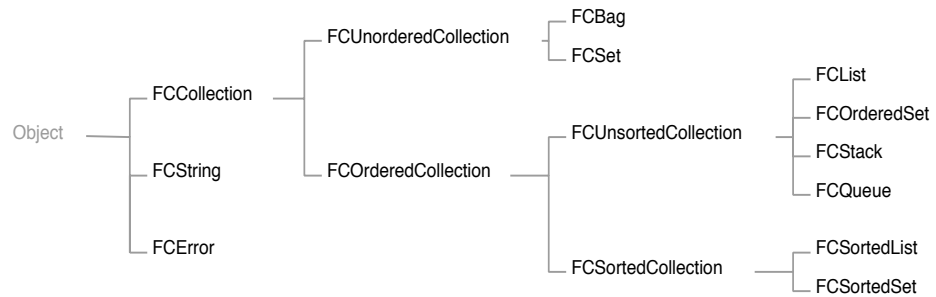 Object
FCCollection
FCString
FCError
FCUnorderedCollection
FCOrderedCollection
FCBag
FCSet
FCUnsortedCollection
FCSortedCollection
FCList
FCOrderedSet
FCStack
FCQueue
FCSortedList
FCSortedSet